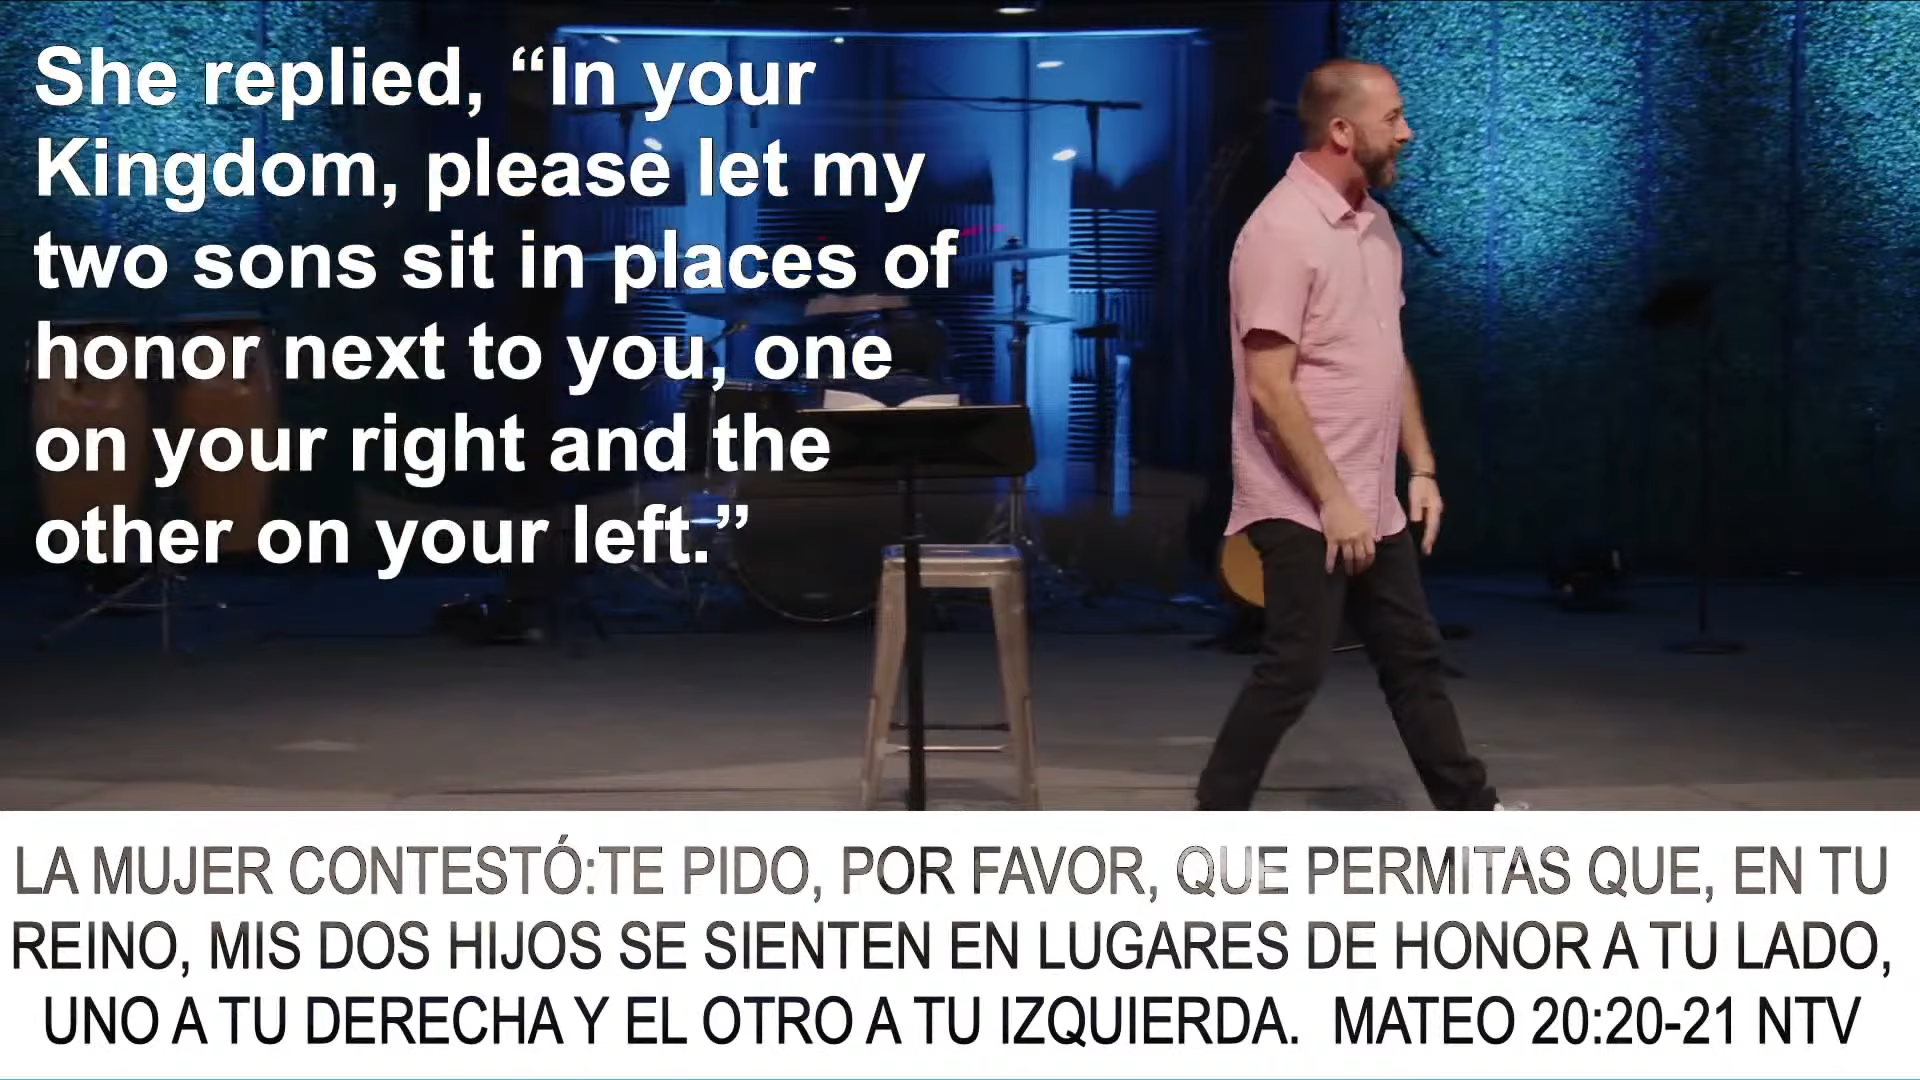 She replied, “In your
Kingdom, please let my
two sons sit in places of
honor next to you, one
on your right and the
other on your left.”
LA MUJER CONTESTÓ:TE PIDO, POR FAVOR, QUE PERMITAS QUE, EN TU
REINO, MIS DOS HIJOS SE SIENTEN EN LUGARES DE HONOR A TU LADO,
UNO A TU DERECHA Y EL OTRO A TU IZQUIERDA. MATEO 20:20-21 NTV